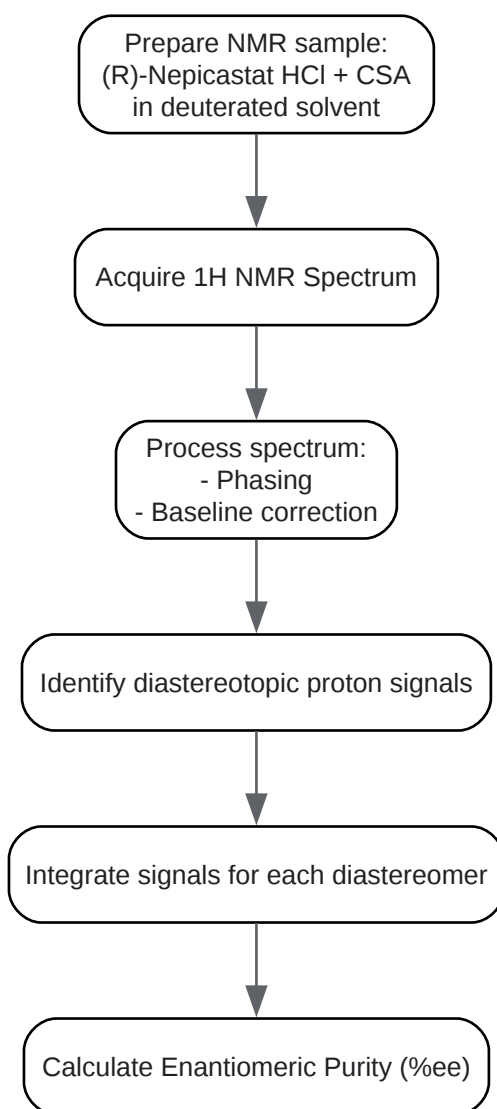 Prepare NMR sample:
(R)-Nepicastat HCl + CSA
in deuterated solvent
Acquire 1H NMR Spectrum
Process spectrum:
- Phasing
- Baseline correction
Identify diastereotopic proton signals
Integrate signals for each diastereomer
Calculate Enantiomeric Purity (%ee)